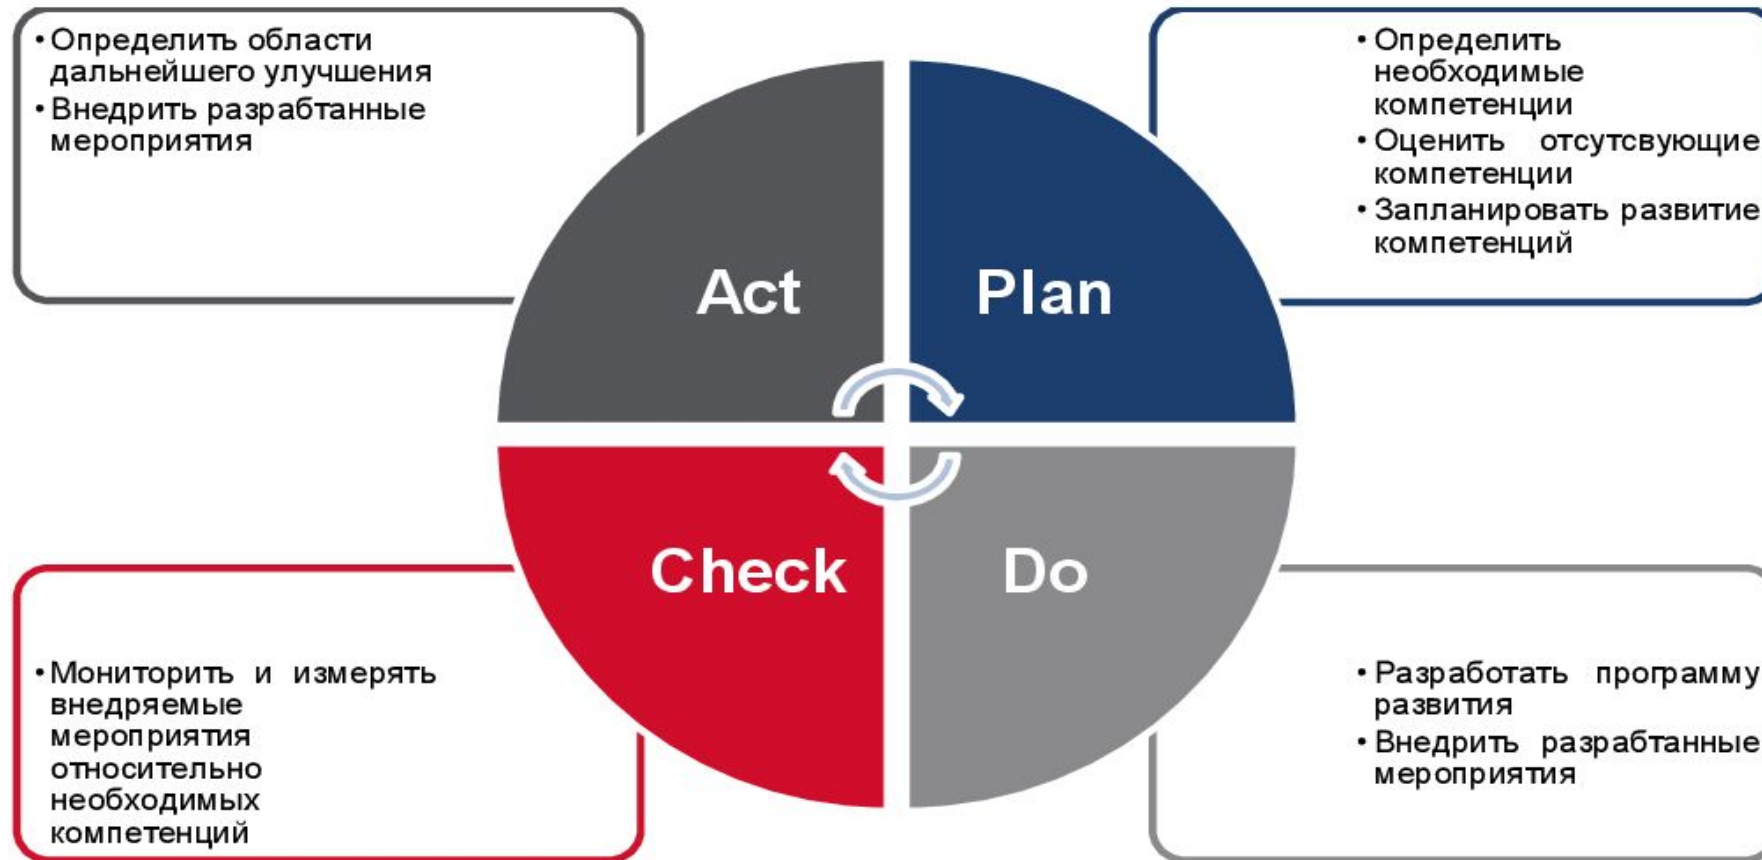 • Определить области
дальнейшего улучшения
• Внедрить разрабтанные
мероприятия
• Определить
необходимые
компетенции
• Оценить отсутсвующие
компетенции
• Запланировать развитие
компетенций
Act
Plan
Check
Do
• Мониторить и измерять
внедряемые
мероприятия
относительно
необходимых
компетенций
• Разработать программу
развития
• Внедрить разрабтанные
мероприятия